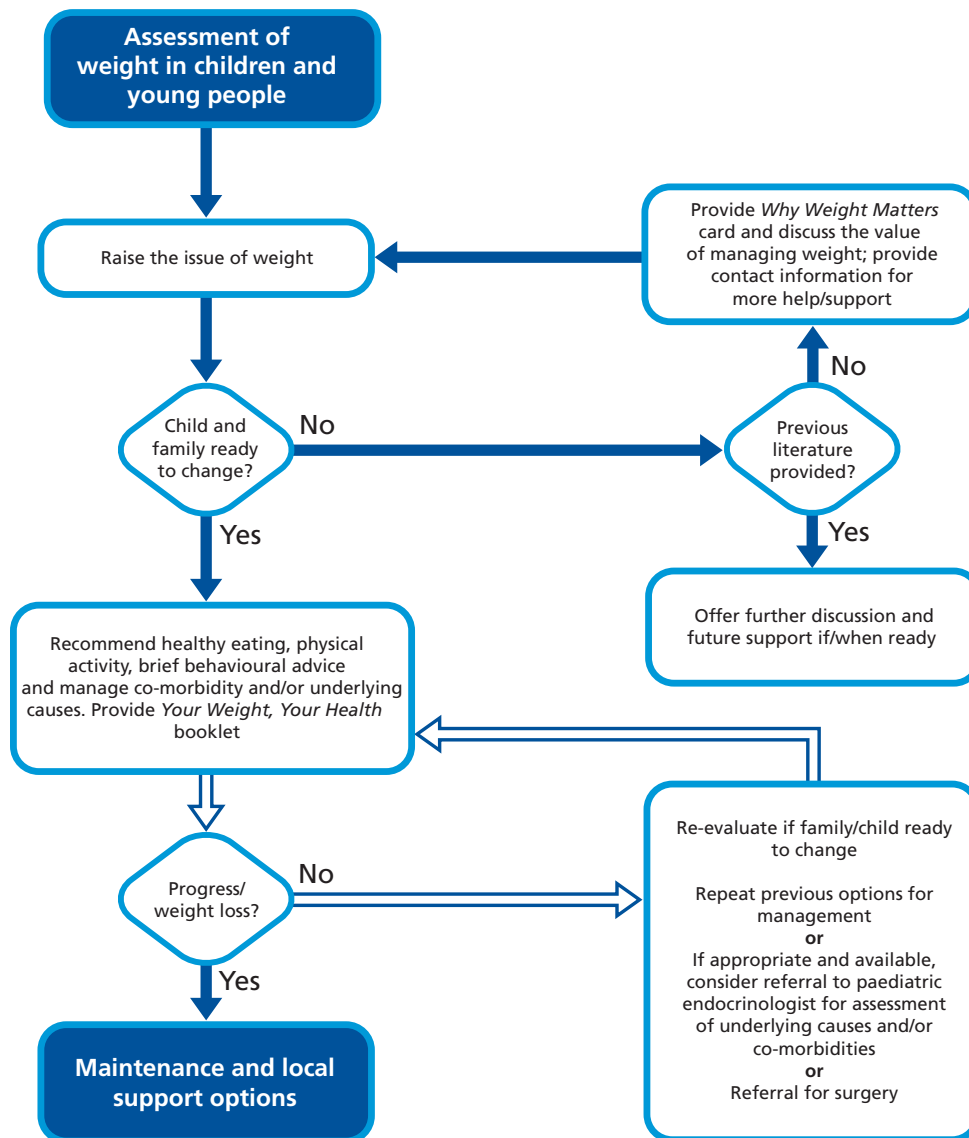 Assessment of
weight in children and
young people
Raise the issue of weight
Provide Why Weight Matters
card and discuss the value
of managing weight; provide
contact information for
more help/support
No
Child and
family ready
to change?
No
Previous
literature
provided?
Yes
Yes
Offer further discussion and
future support if/when ready
Recommend healthy eating, physical
activity, brief behavioural advice
and manage co-morbidity and/or underlying
causes. Provide Your Weight, Your Health
booklet
Progress/
weight loss?
No
Re-evaluate if family/child ready
to change
Repeat previous options for
management
or
If appropriate and available,
consider referral to paediatric
endocrinologist for assessment
of underlying causes and/or
co-morbidities
or
Referral for surgery
Yes
Maintenance and local
support options